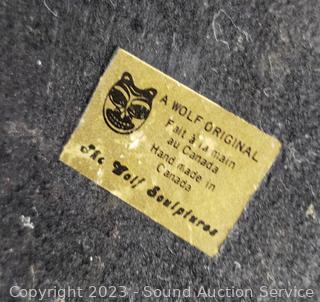 A WOLF ORIGINAL
Fait à la main
au Canada
Hand made in
Canada
The Wolf Sculptures
Copyright 2023 - Sound Auction Service